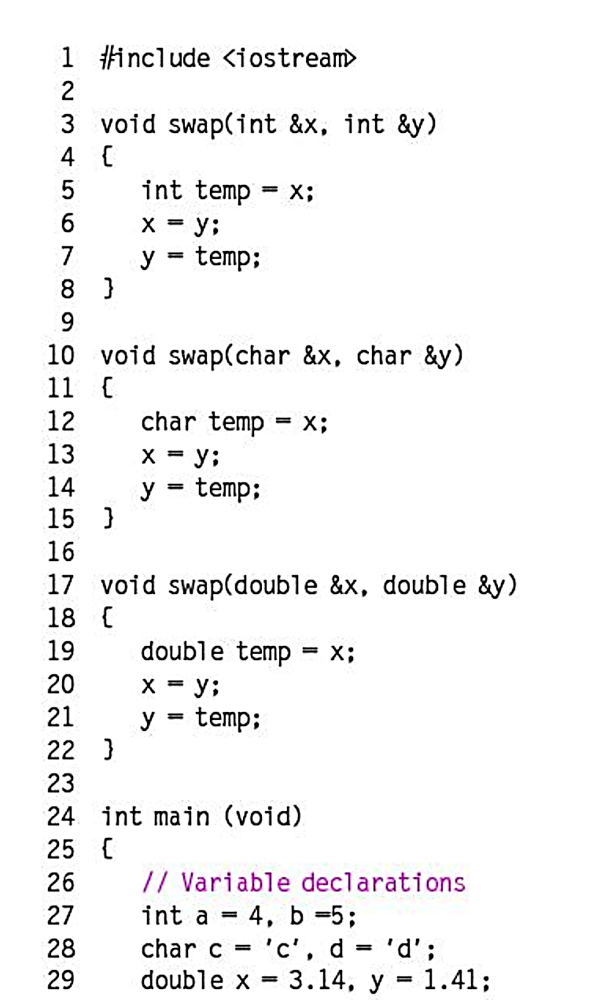 1 #include <iostream>
2
3 void swap(int &x, int &y)
4 {
5 int temp = x;
6 x = y;
7 y = temp;
8 }
9
10 void swap(char &x, char &y)
11 {
12 char temp = x;
13 x = y;
14 y = temp;
15 }
16
17 void swap(double &x, double &y)
18 {
19 double temp = x;
20 x = y;
21 y = temp;
22 }
23
24 int main (void)
25 {
26 // Variable declarations
27 int a = 4, b =5;
28 char c = 'c', d = 'd';
29 double x = 3.14, y = 1.41;